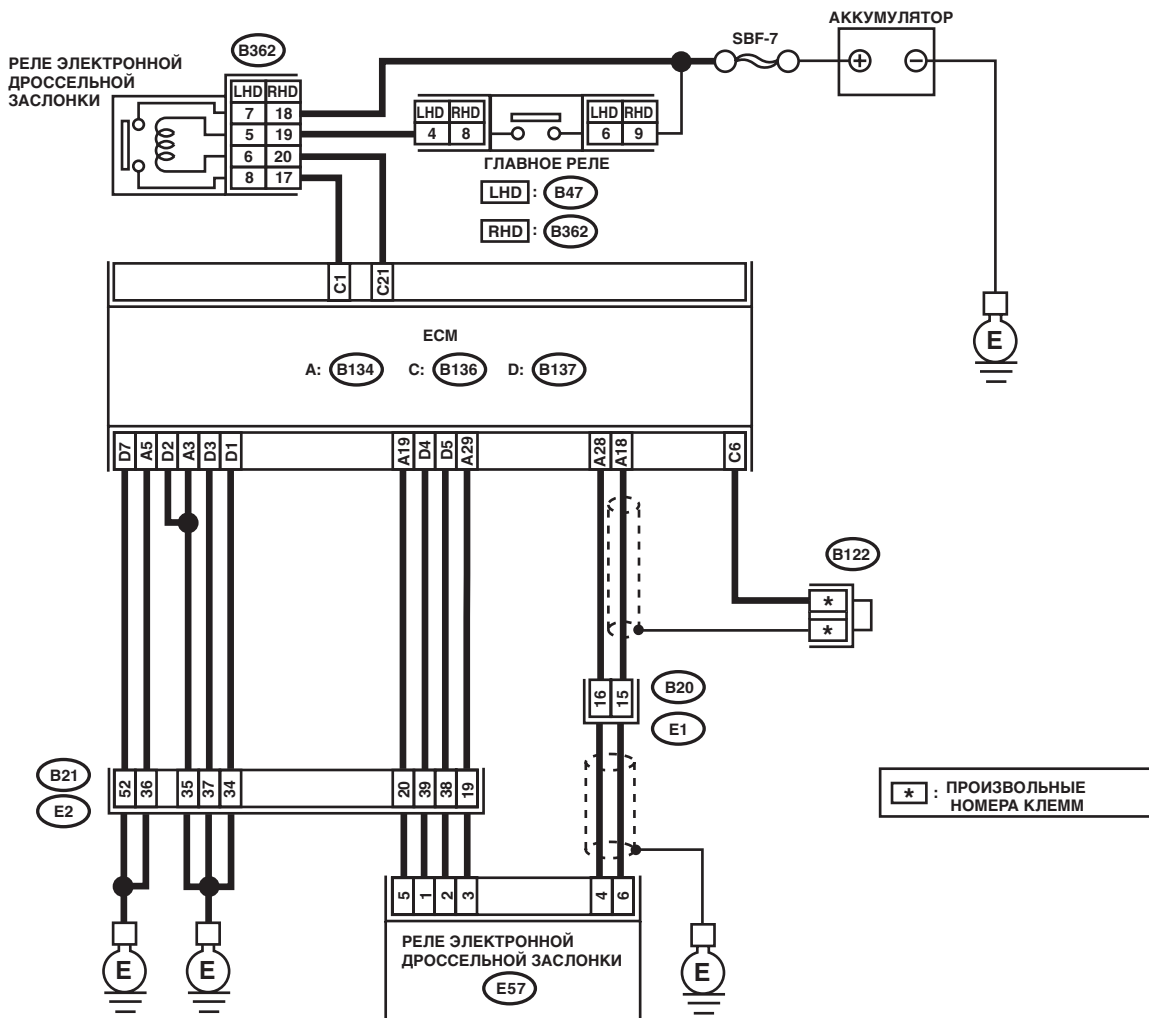 АККУМУЛЯТОР
SBF-7
+
−
B362
РЕЛЕ ЭЛЕКТРОННОЙ
ДРОССЕЛЬНОЙ
ЗАСЛОНКИ
LHD RHD
7 18
5 19
6 20
8 17
LHD RHD
4 8
LHD RHD
6 9
ГЛАВНОЕ РЕЛЕ
LHD : B47
RHD : B362
E
C1 C21
ECM
A: B134 C: B136 D: B137
D7 A5 D2 A3 D3 D1 A19 D4 D5 A29 A28 A18 C6
B122
*
*
16 15
B20
E1
B21
E2
52 36 35 37 34 20 39 38 19
* : ПРОИЗВОЛЬНЫЕ
НОМЕРА КЛЕММ
5 1 2 3 4 6
РЕЛЕ ЭЛЕКТРОННОЙ
ДРОССЕЛЬНОЙ ЗАСЛОНКИ
E57
E
E
E